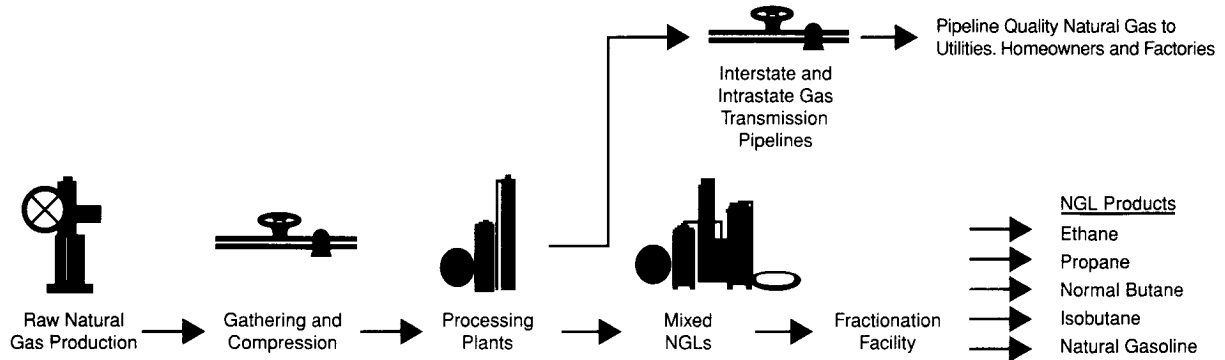 Pipeline Quality Natural Gas to
Utilities. Homeowners and Factories
Interstate and
Intrastate Gas
Transmission
Pipelines
Raw Natural
Gas Production
Gathering and
Compression
Processing
Plants
Mixed
NGLs
Fractionation
Facility
NGL Products
Ethane
Propane
Normal Butane
Isobutane
Natural Gasoline